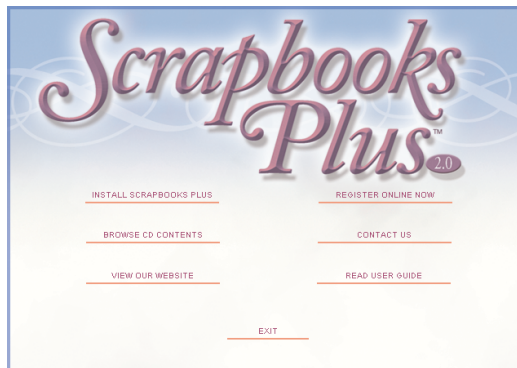 Scrapbooks
Plus™
2.0
INSTALL SCRAPBOOKS PLUS
REGISTER ONLINE NOW
BROWSE CD CONTENTS
CONTACT US
VIEW OUR WEBSITE
READ USER GUIDE
EXIT